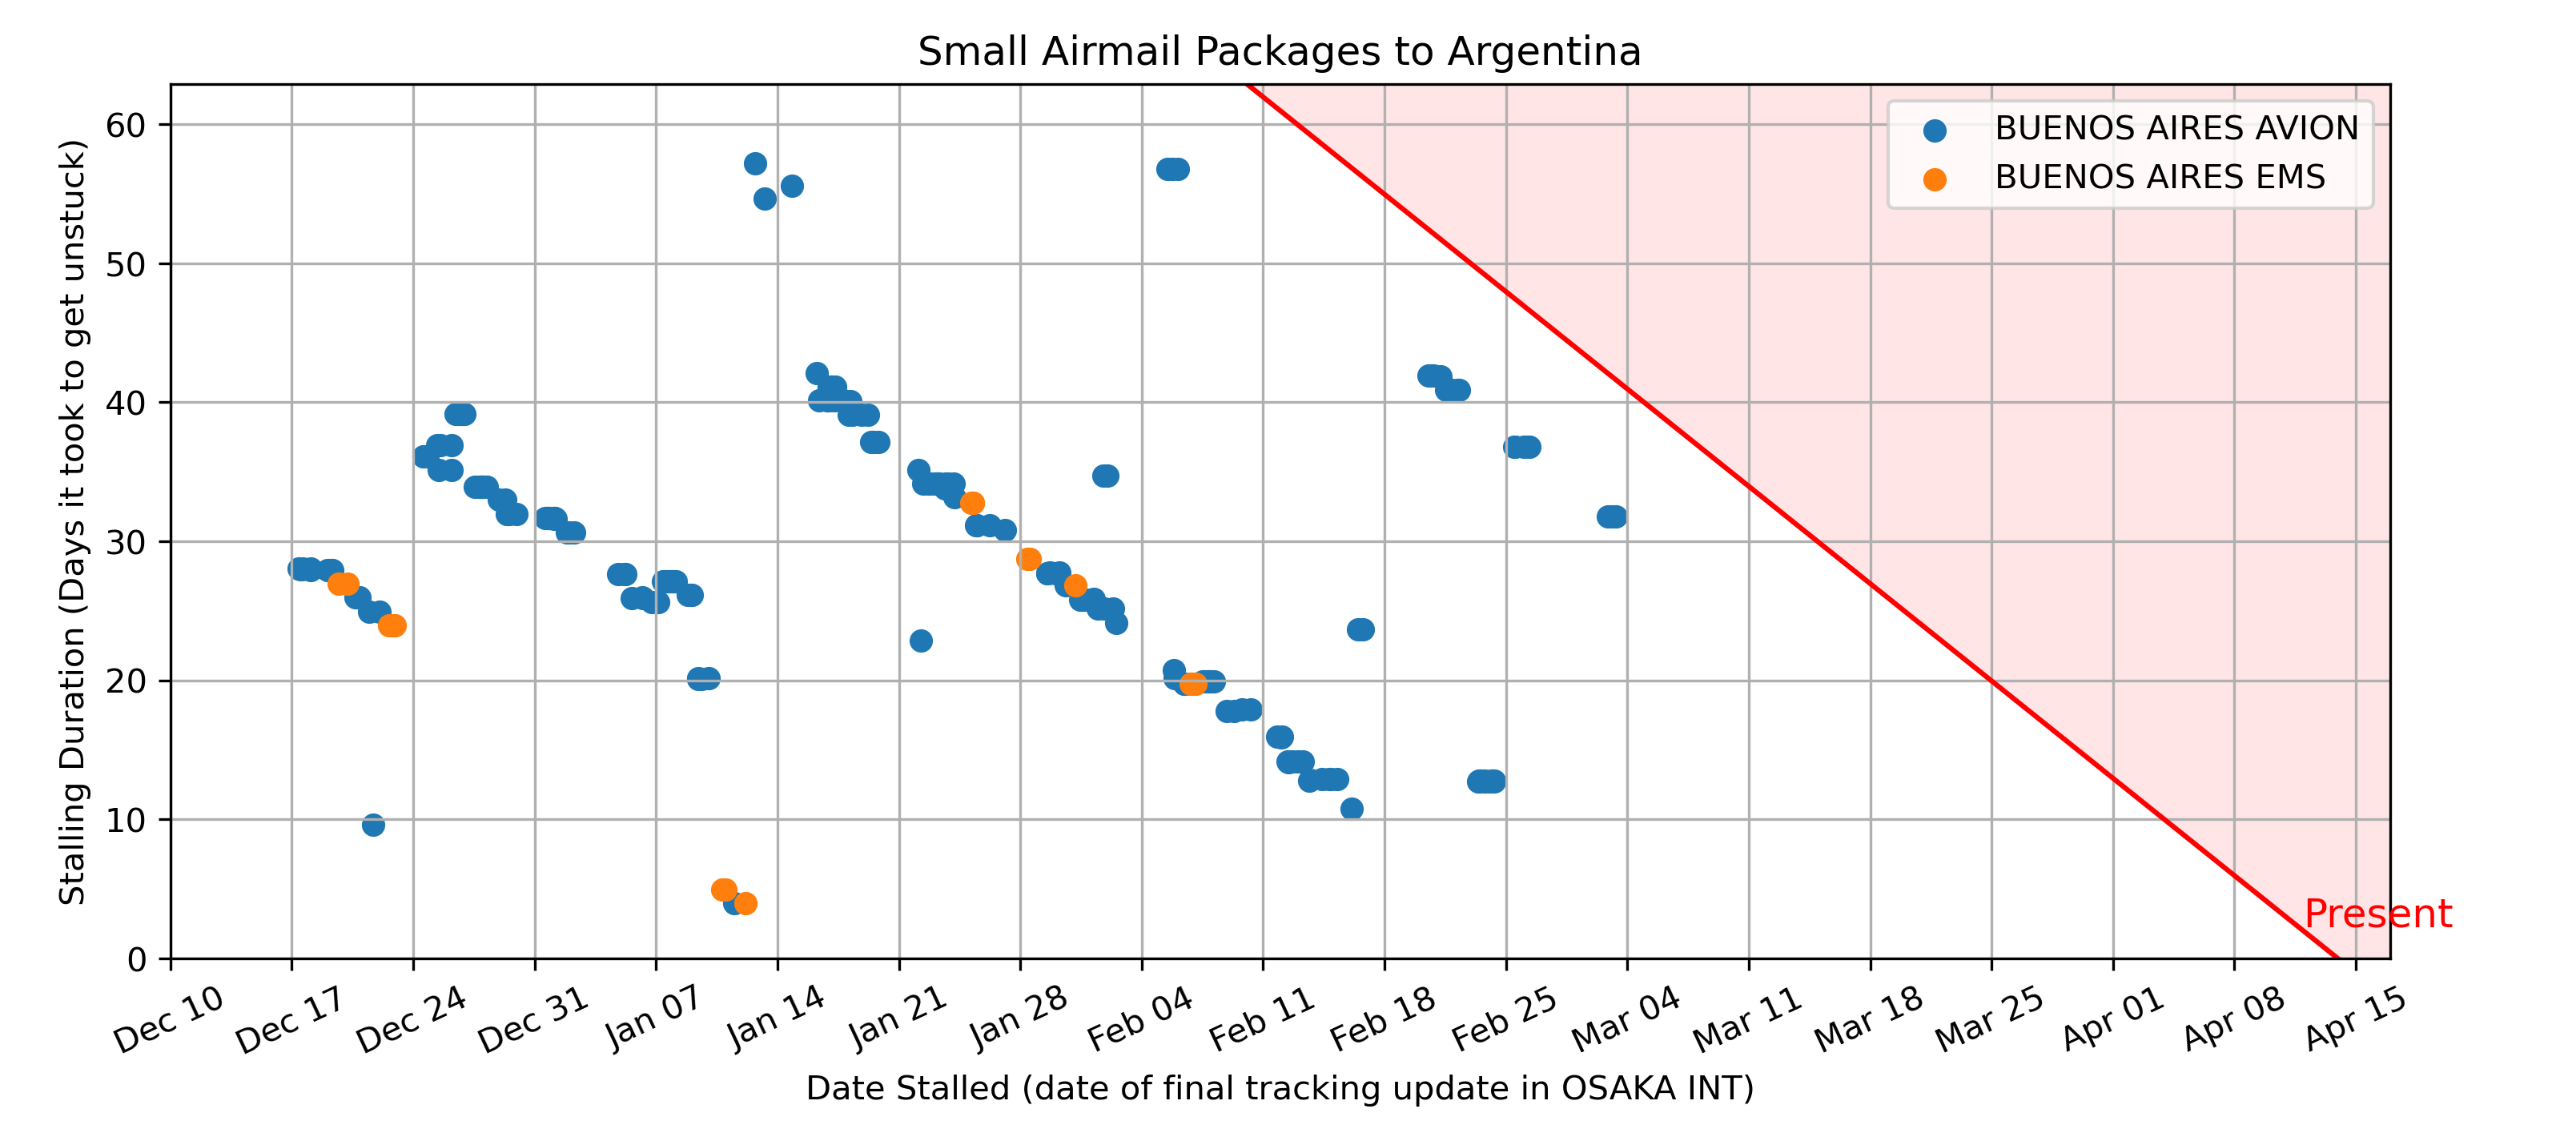 Small Airmail Packages to Argentina
BUENOS AIRES AVION
BUENOS AIRES EMS
Stalling Duration (Days it took to get unstuck)
60
50
40
30
20
10
0
Present
Dec 10
Dec 17
Dec 24
Dec 31
Jan 07
Jan 14
Jan 21
Jan 28
Feb 04
Feb 11
Feb 18
Feb 25
Mar 04
Mar 11
Mar 18
Mar 25
Apr 01
Apr 08
Apr 15
Date Stalled (date of final tracking update in OSAKA INT)